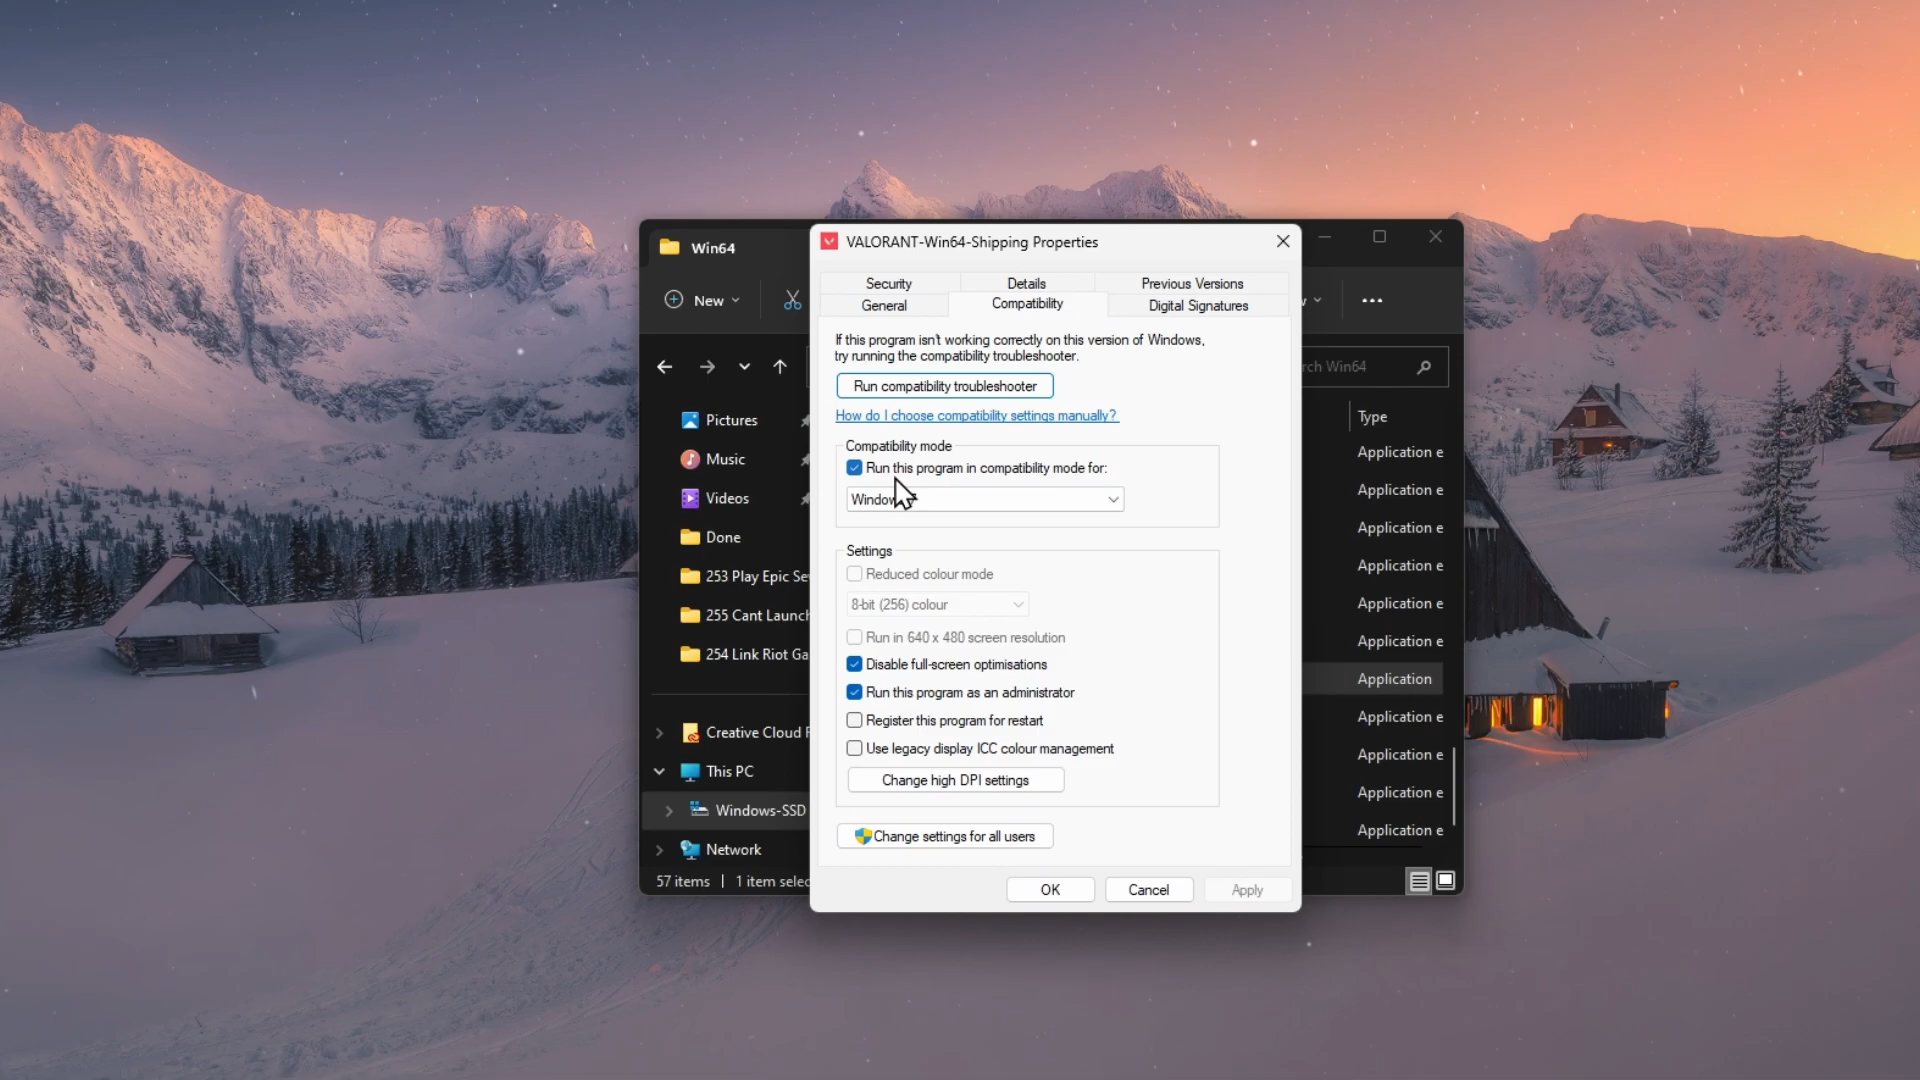 Win64
New
rch Win64
Pictures
Music
Videos
Done
253 Play Epic Se
255 Cant Launch
254 Link Riot Ga
Creative Cloud F
This PC
Windows-SSD
Network
57 items
1 item selec
VALORANT-Win64-Shipping Properties
Security
Details
Previous Versions
General
Compatibility
Digital Signatures
If this program isn't working correctly on this version of Windows,
try running the compatibility troubleshooter.
Run compatibility troubleshooter
How do I choose compatibility settings manually?
Compatibility mode
Run this program in compatibility mode for:
Settings
Reduced colour mode
8-bit (256) colour
Run in 640 x 480 screen resolution
Disable full-screen optimisations
Run this program as an administrator
Register this program for restart
Use legacy display ICC colour management
Change high DPI settings
Change settings for all users
OK
Cancel
Apply
Type
Application e
Application e
Application e
Application e
Application e
Application e
Application
Application e
Application e
Application e
Application e